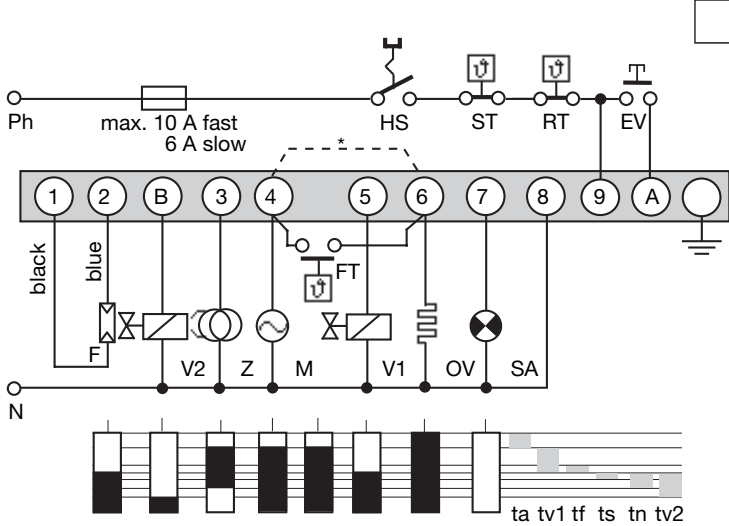 Ph
max. 10 A fast
6 A slow
HS
ST
RT
EV
ϑ
ϑ
*
1 2 B 3 4 5 6 7 8 9 A
black
blue
FT
ϑ
F
V2 Z M V1 OV SA
N
ta tv1 tf ts tn tv2